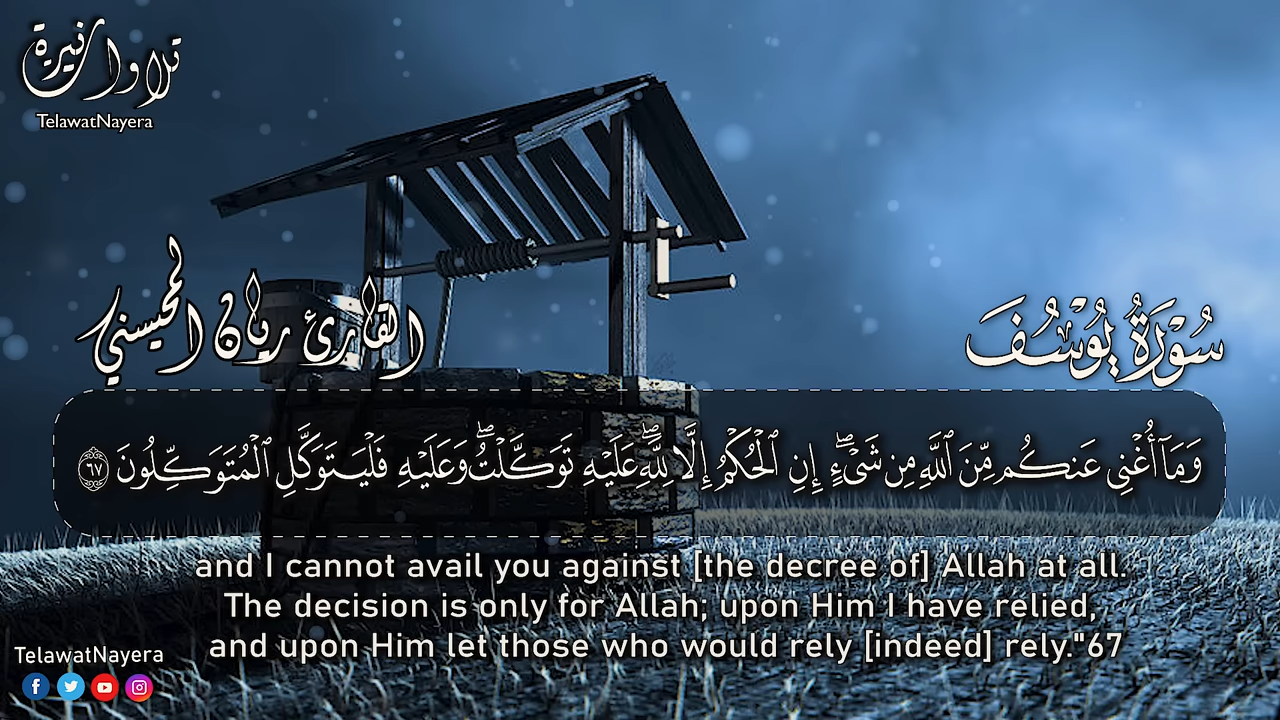 تلاوات نيرة
TelawatNayera
سُورَةُ يُوسُفَ
القارئ ريان المحيسني
وَمَآ أُغْنِى عَنكُم مِّنَ ٱللَّهِ مِن شَىْءٍ ۖ إِنِ ٱلْحُكْمُ إِلَّا لِلَّهِ ۖ عَلَيْهِ تَوَكَّلْتُ ۖ وَعَلَيْهِ فَلْيَتَوَكَّلِ ٱلْمُتَوَكِّلُونَ ٦٧
and I cannot avail you against [the decree of] Allah at all.
The decision is only for Allah; upon Him I have relied,
and upon Him let those who would rely [indeed] rely."67
TelawatNayera